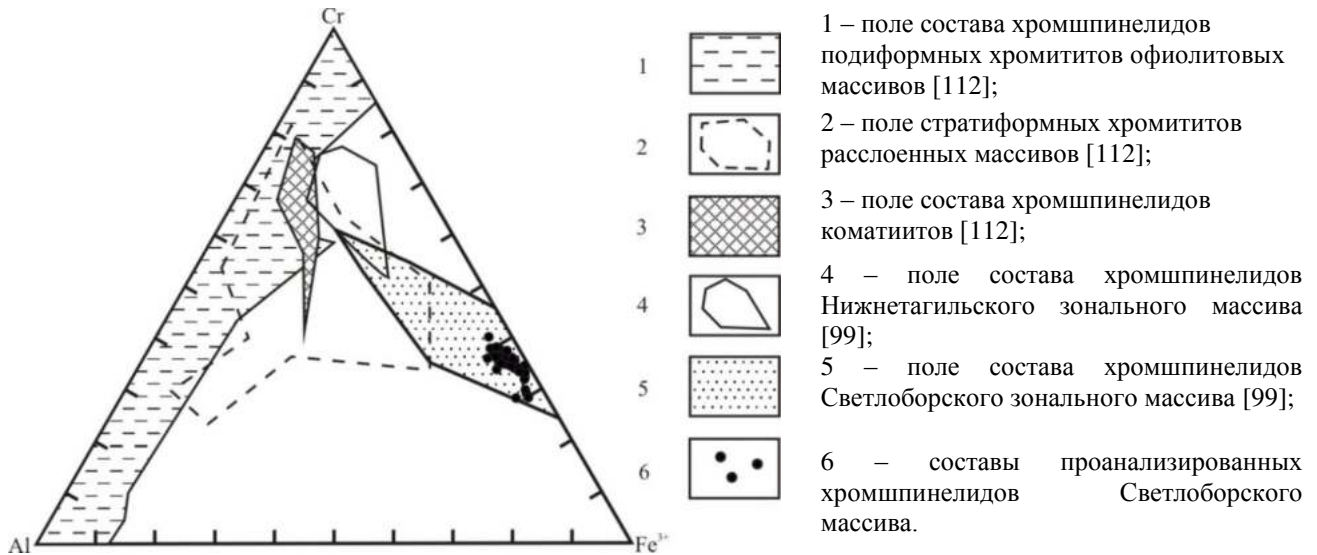 Cr
Al
Fe³⁺
1
2
3
4
5
6
1 – поле состава хромшпинелидов
подиформных хромититов офиолитовых
массивов [112];
2 – поле стратиформных хромититов
расслоенных массивов [112];
3 – поле состава хромшпинелидов
коматиитов [112];
4 – поле состава хромшпинелидов
Нижнетагильского зонального массива
[99];
5 – поле состава хромшпинелидов
Светлоборского зонального массива [99];
6 – составы проанализированных
хромшпинелидов Светлоборского
массива.